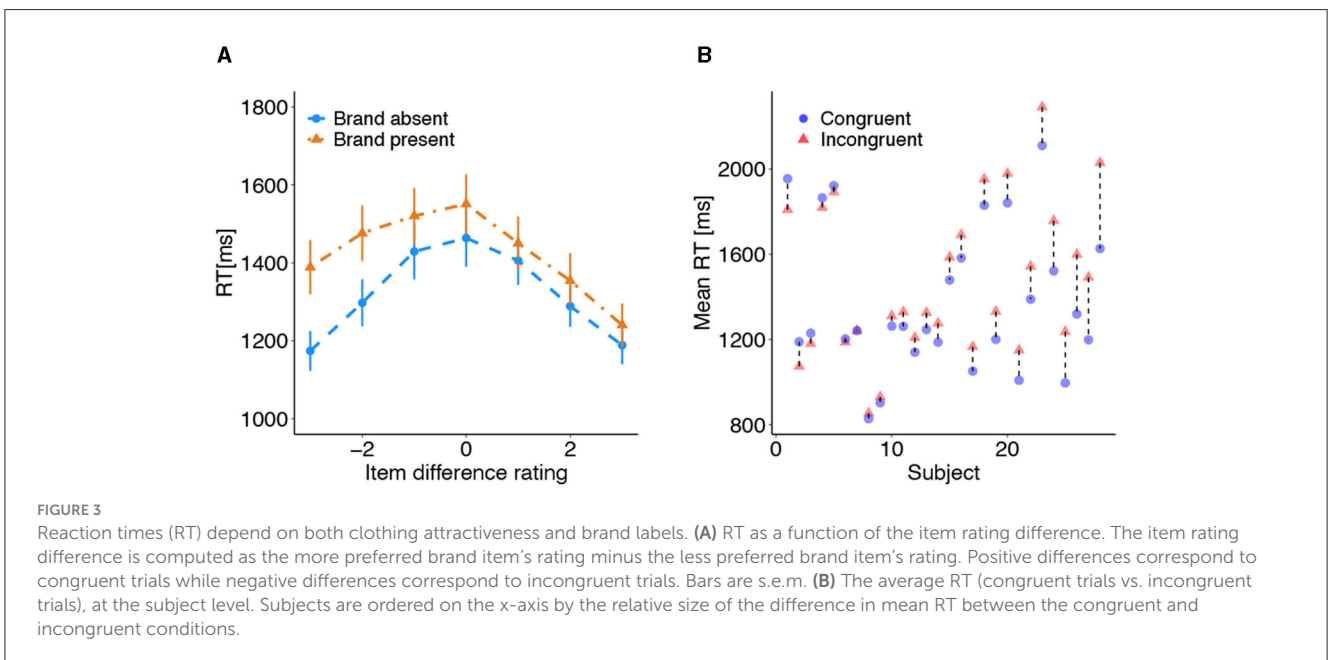 A
B
1800
1600
1400
1200
1000
RT[ms]
Brand absent
Brand present
−2
0
2
Item difference rating
2000
1600
1200
800
Mean RT [ms]
Congruent
Incongruent
0
10
20
Subject
FIGURE 3
Reaction times (RT) depend on both clothing attractiveness and brand labels. (A) RT as a function of the item rating difference. The item rating
difference is computed as the more preferred brand item's rating minus the less preferred brand item's rating. Positive differences correspond to
congruent trials while negative differences correspond to incongruent trials. Bars are s.e.m. (B) The average RT (congruent trials vs. incongruent
trials), at the subject level. Subjects are ordered on the x-axis by the relative size of the difference in mean RT between the congruent and
incongruent conditions.